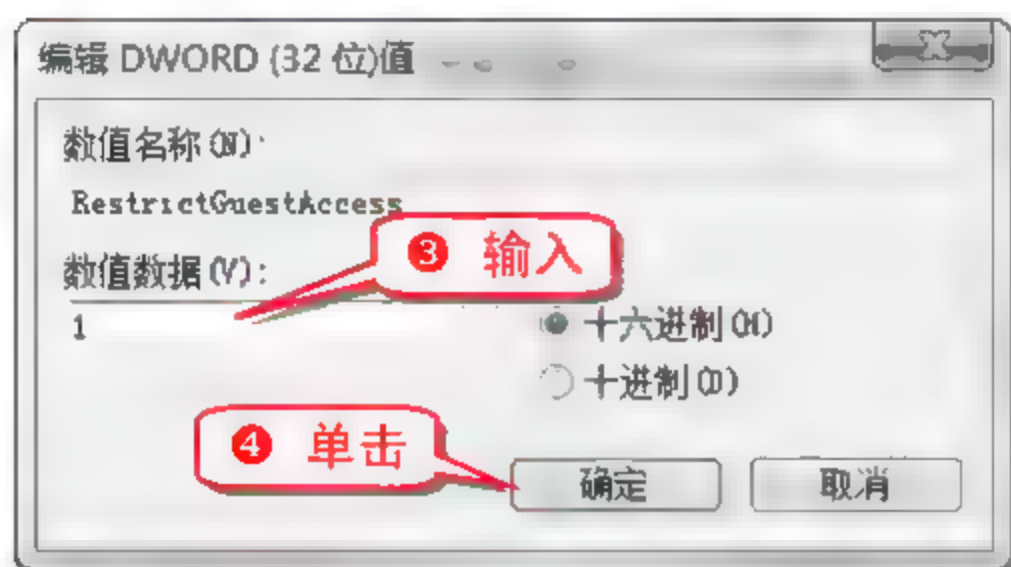 编辑 DWORD (32 位)值
数值名称(N):
RestrictGuestAccess
❸ 输入
数值数据(V):
1
十六进制(H)
十进制(D)
❹ 单击
确定
取消